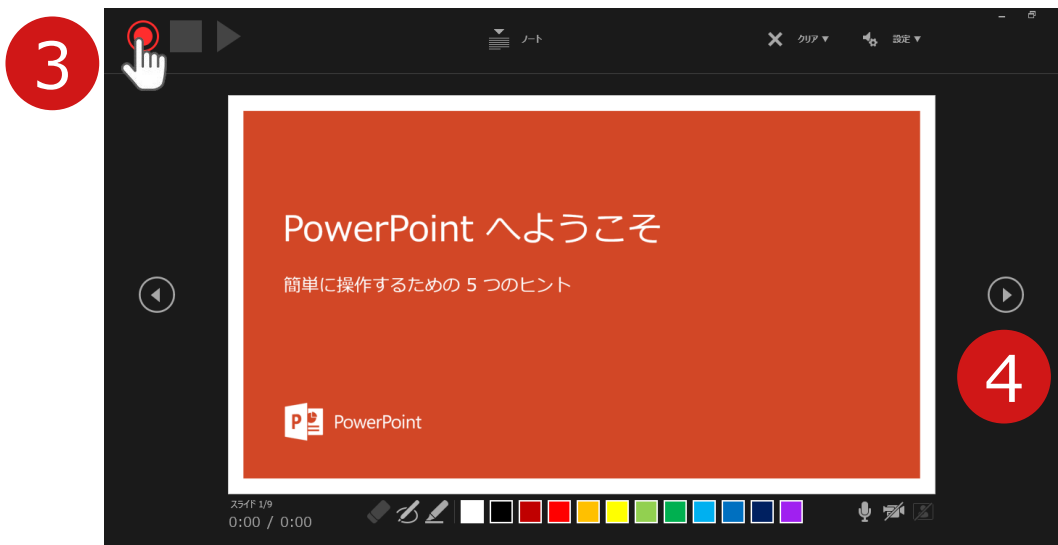 3
ノート
クリア ▼
設定 ▼
PowerPoint へようこそ
簡単に操作するための 5 つのヒント
P
PowerPoint
4
スライド 1/9
0:00 / 0:00